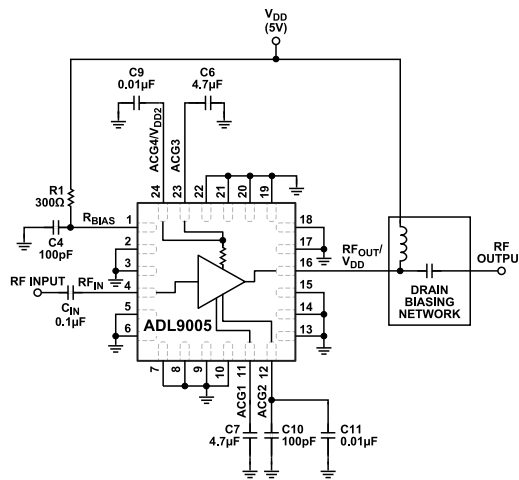 VDD
(5V)
C9
0.01µF
C6
4.7µF
ACG4/VDD2
ACG3
24
23
22
21
20
19
R1
300Ω
RBIAS
C4
100pF
1
2
3
4
5
6
RF INPUT
RFIN
CIN
0.1µF
ADL9005
18
17
16
15
14
13
RFOUT/
VDD
RF
OUTPU
DRAIN
BIASING
NETWORK
7
8
9
10
11
12
ACG1
ACG2
C7
4.7µF
C10
100pF
C11
0.01µF